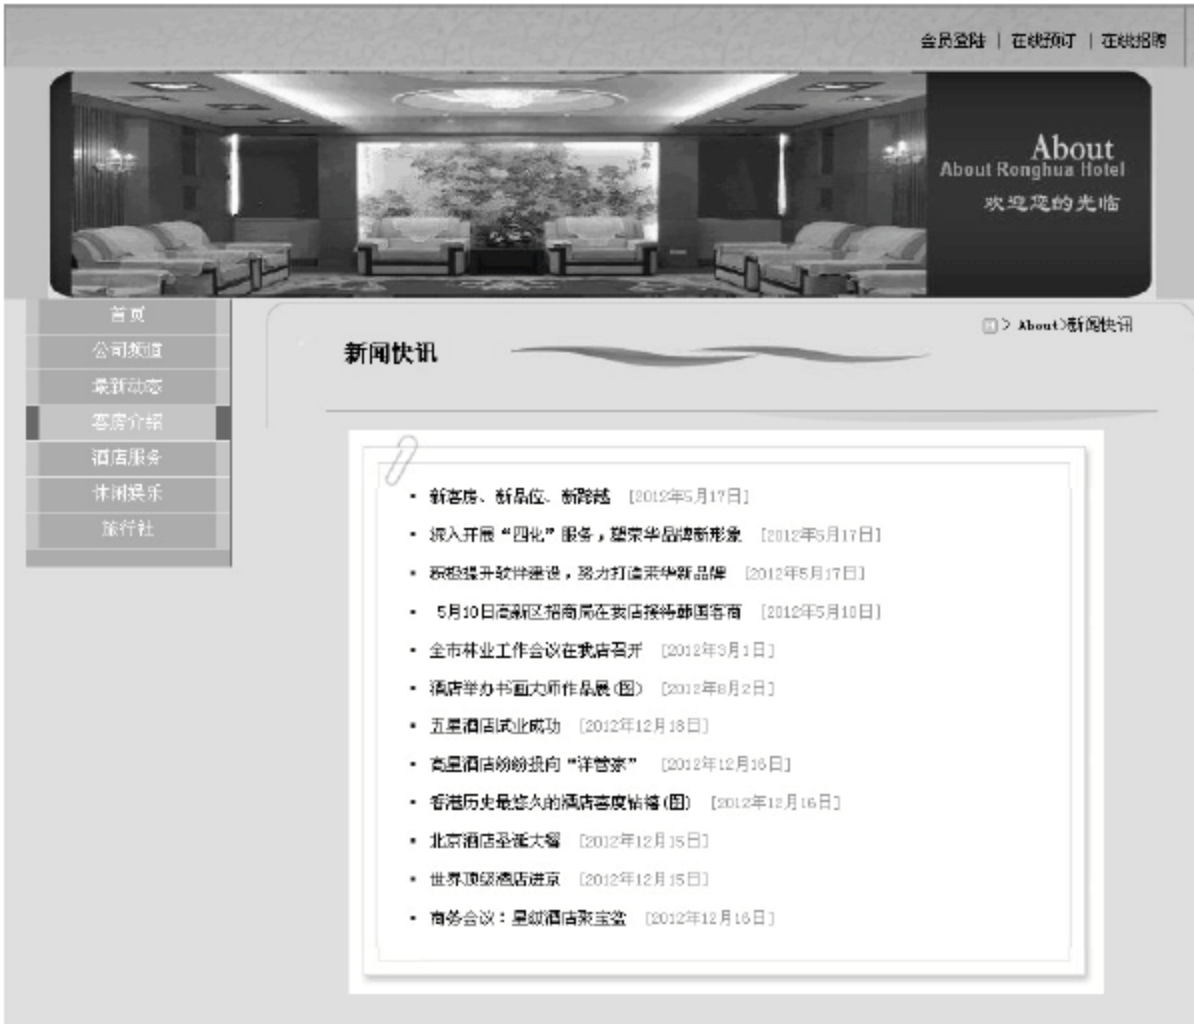 会员登陆 | 在线预订 | 在线招聘
About
About Ronghua Hotel
欢迎您的光临
首页
公司频道
最新动态
客房介绍
酒店服务
休闲娱乐
旅行社
> About>新闻快讯
新闻快讯
▪ 新客房、新品位、新跨越 [2012年5月17日]
▪ 深入开展“四化”服务,塑荣华品牌新形象 [2012年5月17日]
▪ 积极提升软件建设,努力打造荣华新品牌 [2012年5月17日]
▪ 5月10日高新区招商局在我店接待韩国客商 [2012年5月10日]
▪ 全市林业工作会议在我店召开 [2012年3月1日]
▪ 酒店举办书画大师作品展(图) [2012年8月2日]
▪ 五星酒店试业成功 [2012年12月18日]
▪ 高星酒店纷纷投向“洋管家” [2012年12月16日]
▪ 香港历史最悠久的酒店喜度钻禧(图) [2012年12月16日]
▪ 北京酒店圣诞大餐 [2012年12月15日]
▪ 世界顶级酒店进京 [2012年12月15日]
▪ 商务会议:星级酒店聚宝盆 [2012年12月16日]